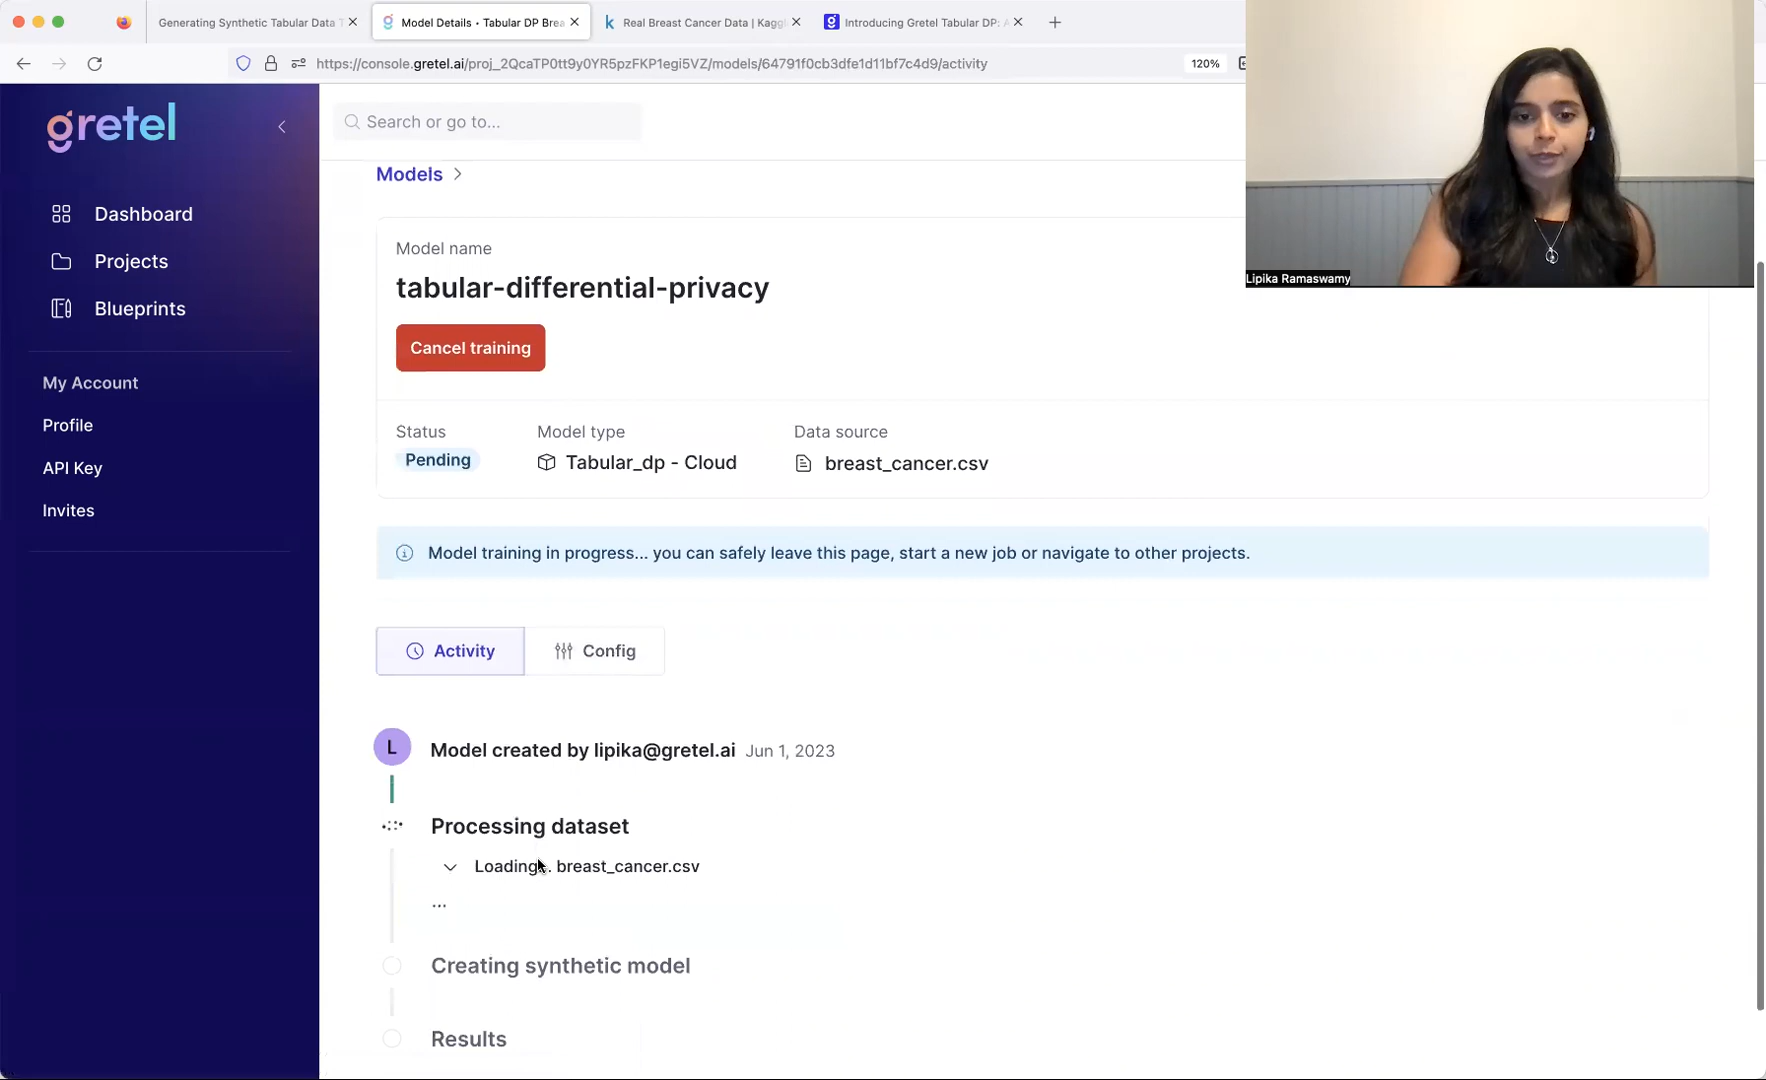 Generating Synthetic Tabular Data T
Model Details • Tabular DP Brea
Real Breast Cancer Data | Kaggl
Introducing Gretel Tabular DP: A
https://console.gretel.ai/proj_2QcaTP0tt9y0YR5pzFKP1egi5VZ/models/64791f0cb3dfe1d11bf7c4d9/activity
120%
gretel
Search or go to...
Dashboard
Projects
Blueprints
My Account
Profile
API Key
Invites
Models
Model name
tabular-differential-privacy
Cancel training
Status
Model type
Data source
Pending
Tabular_dp - Cloud
breast_cancer.csv
Model training in progress... you can safely leave this page, start a new job or navigate to other projects.
Activity
Config
L
Model created by lipika@gretel.ai Jun 1, 2023
Processing dataset
Loading.. breast_cancer.csv
...
Creating synthetic model
Results
Lipika Ramaswamy